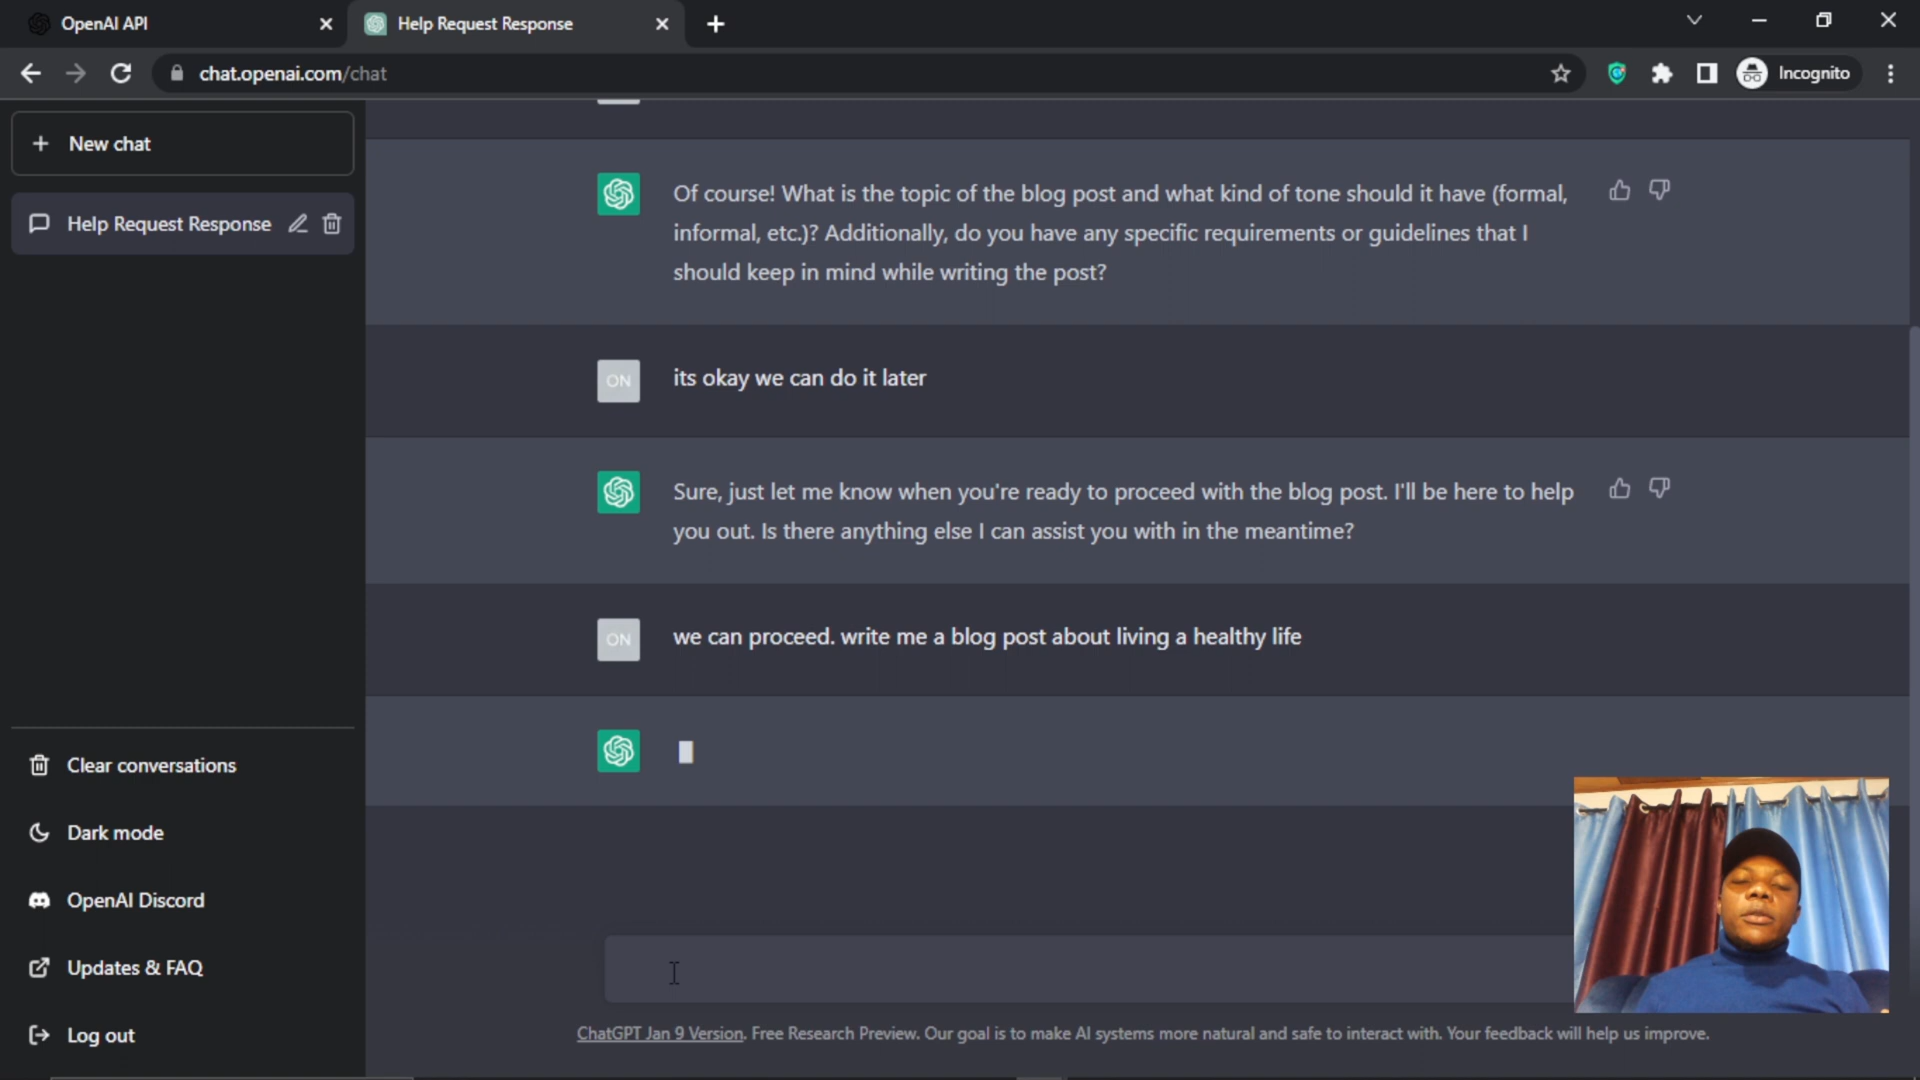 OpenAI API
Help Request Response
chat.openai.com/chat
Incognito
New chat
Help Request Response
Of course! What is the topic of the blog post and what kind of tone should it have (formal,
informal, etc.)? Additionally, do you have any specific requirements or guidelines that I
should keep in mind while writing the post?
ON
its okay we can do it later
Sure, just let me know when you're ready to proceed with the blog post. I'll be here to help
you out. Is there anything else I can assist you with in the meantime?
ON
we can proceed. write me a blog post about living a healthy life
Clear conversations
Dark mode
OpenAI Discord
Updates & FAQ
Log out
ChatGPT Jan 9 Version. Free Research Preview. Our goal is to make AI systems more natural and safe to interact with. Your feedback will help us improve.